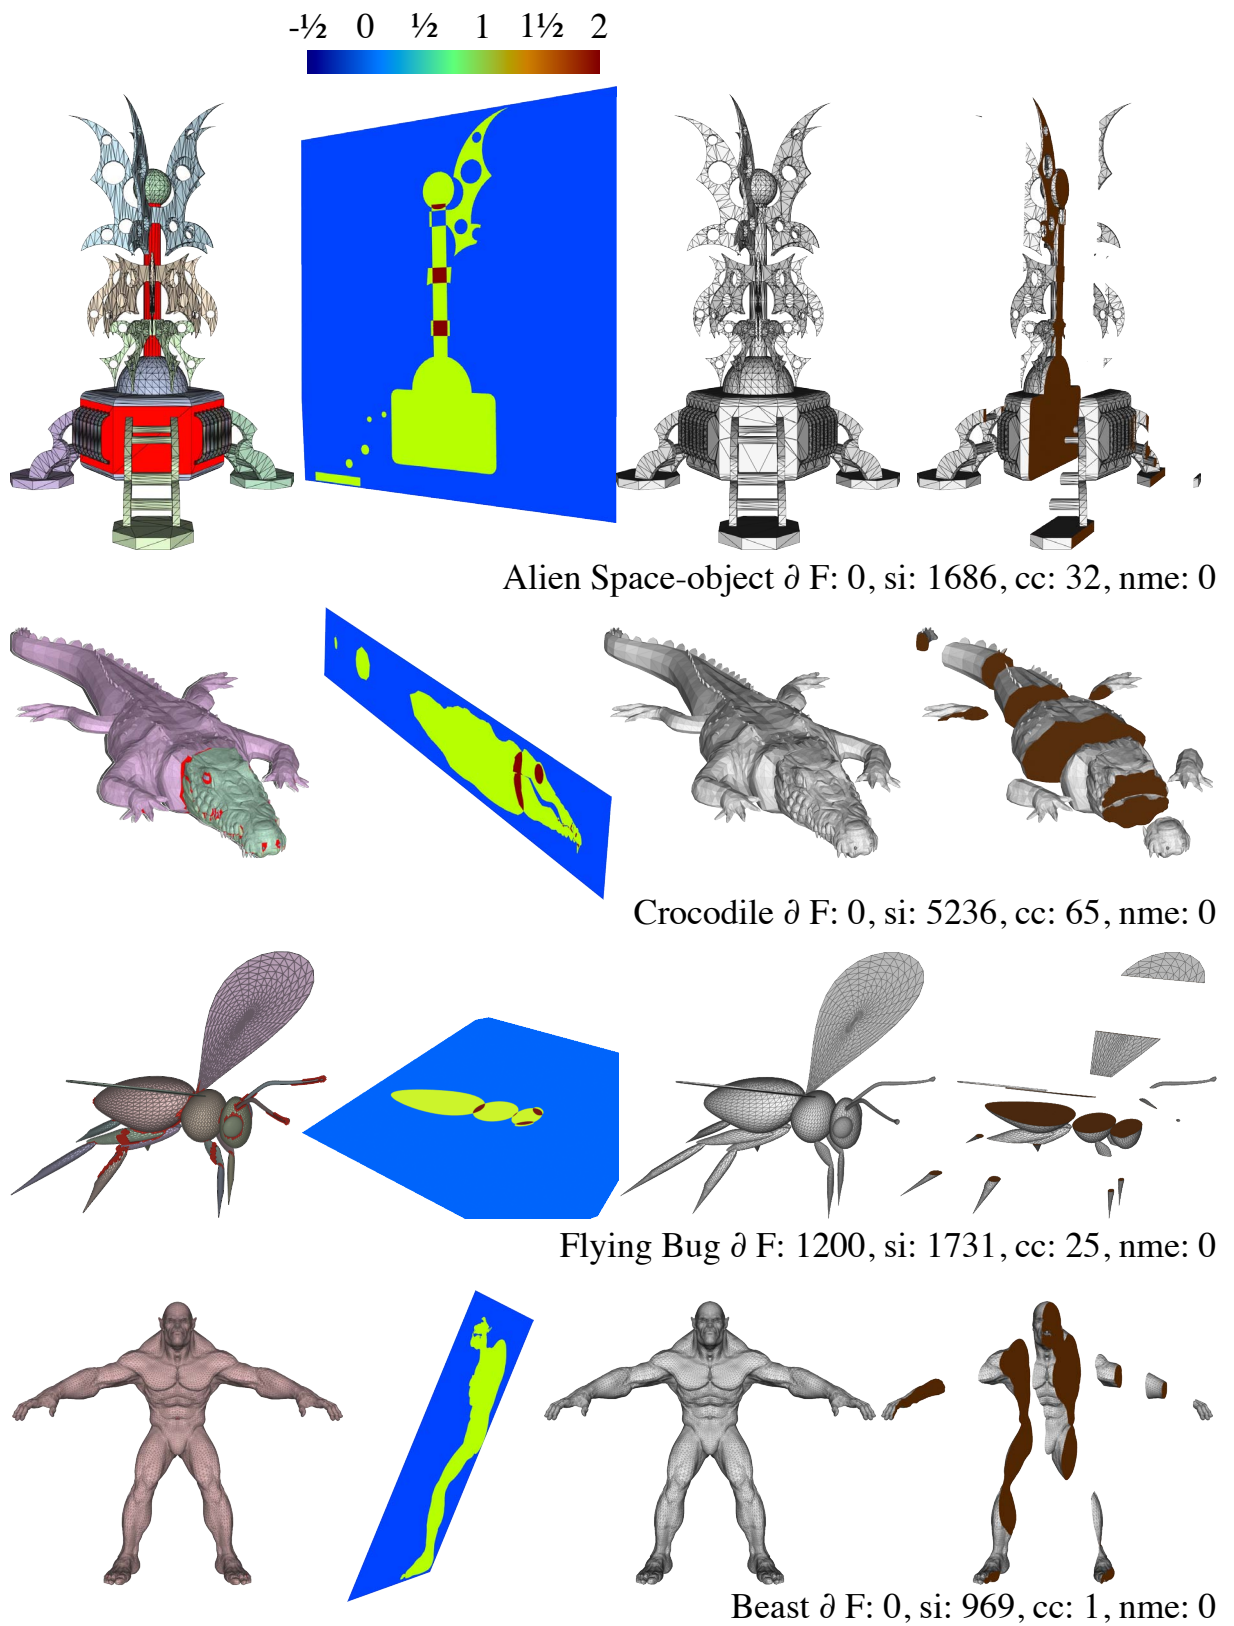 -½ 0 ½ 1 1½ 2
Alien Space-object ∂ F: 0, si: 1686, cc: 32, nme: 0
Crocodile ∂ F: 0, si: 5236, cc: 65, nme: 0
Flying Bug ∂ F: 1200, si: 1731, cc: 25, nme: 0
Beast ∂ F: 0, si: 969, cc: 1, nme: 0